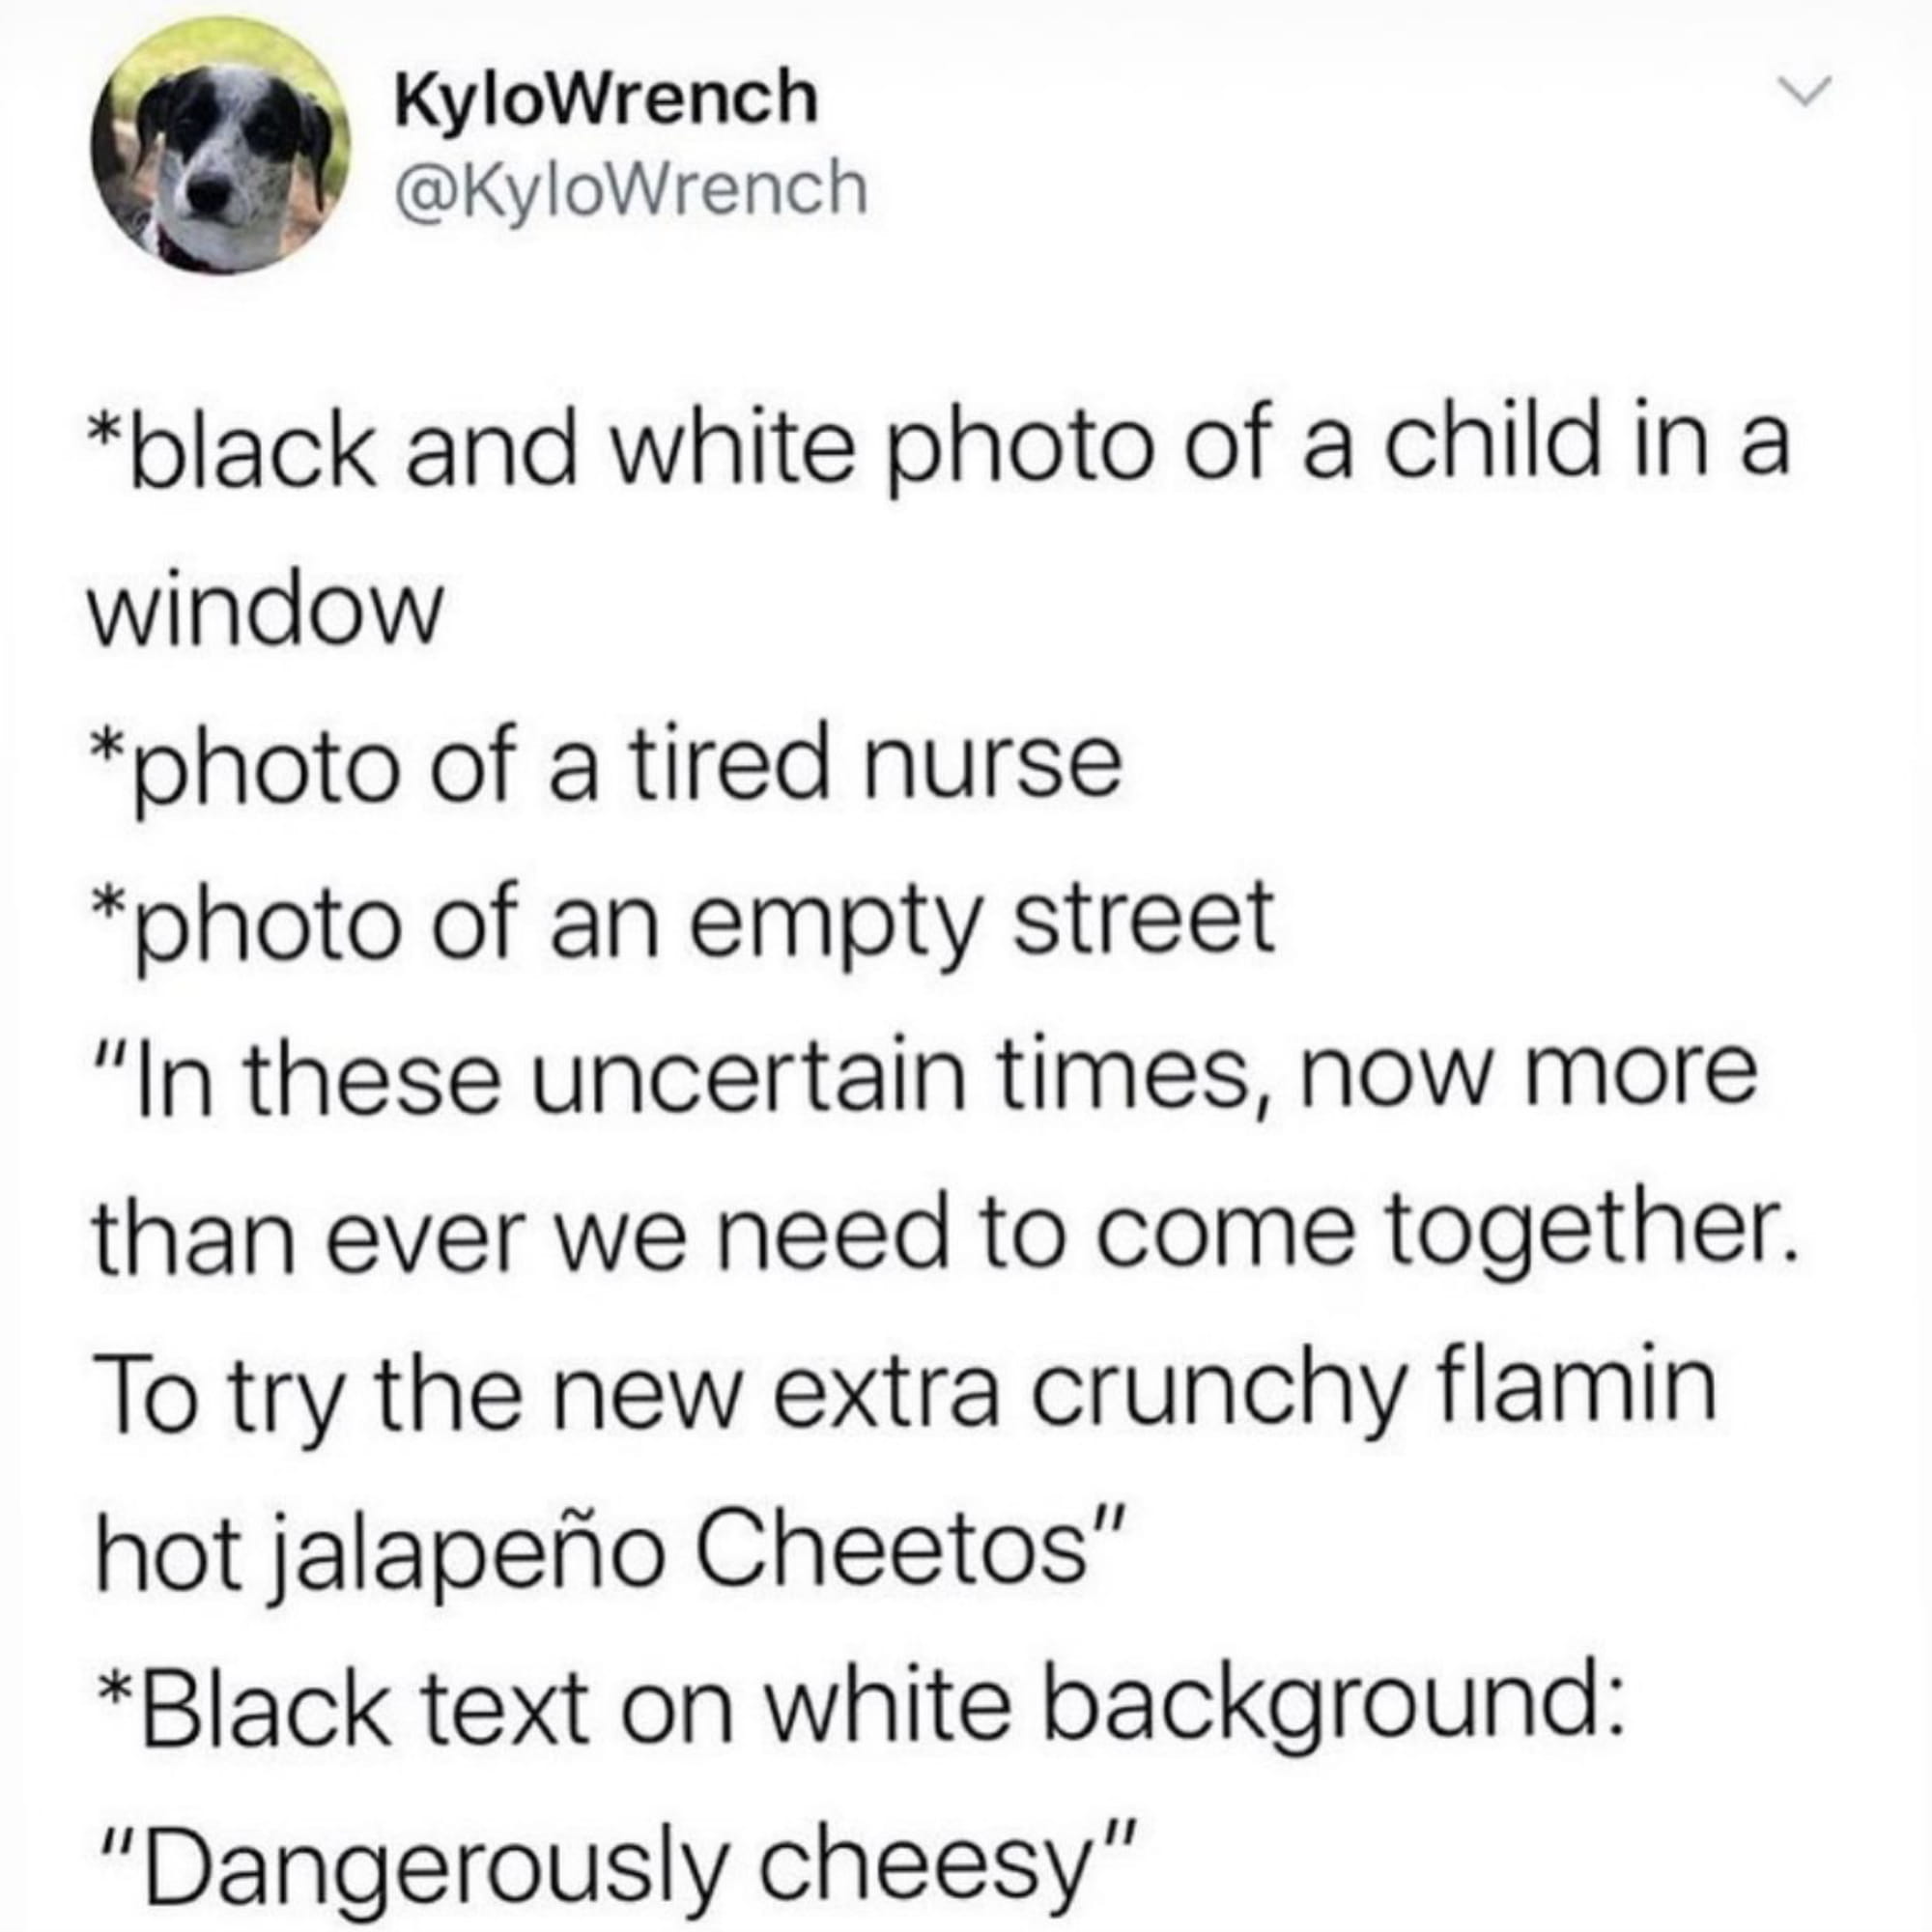 KyloWrench
@KyloWrench
*black and white photo of a child in a
window
*photo of a tired nurse
*photo of an empty street
"In these uncertain times, now more
than ever we need to come together.
To try the new extra crunchy flamin
hot jalapeño Cheetos"
*Black text on white background:
"Dangerously cheesy"